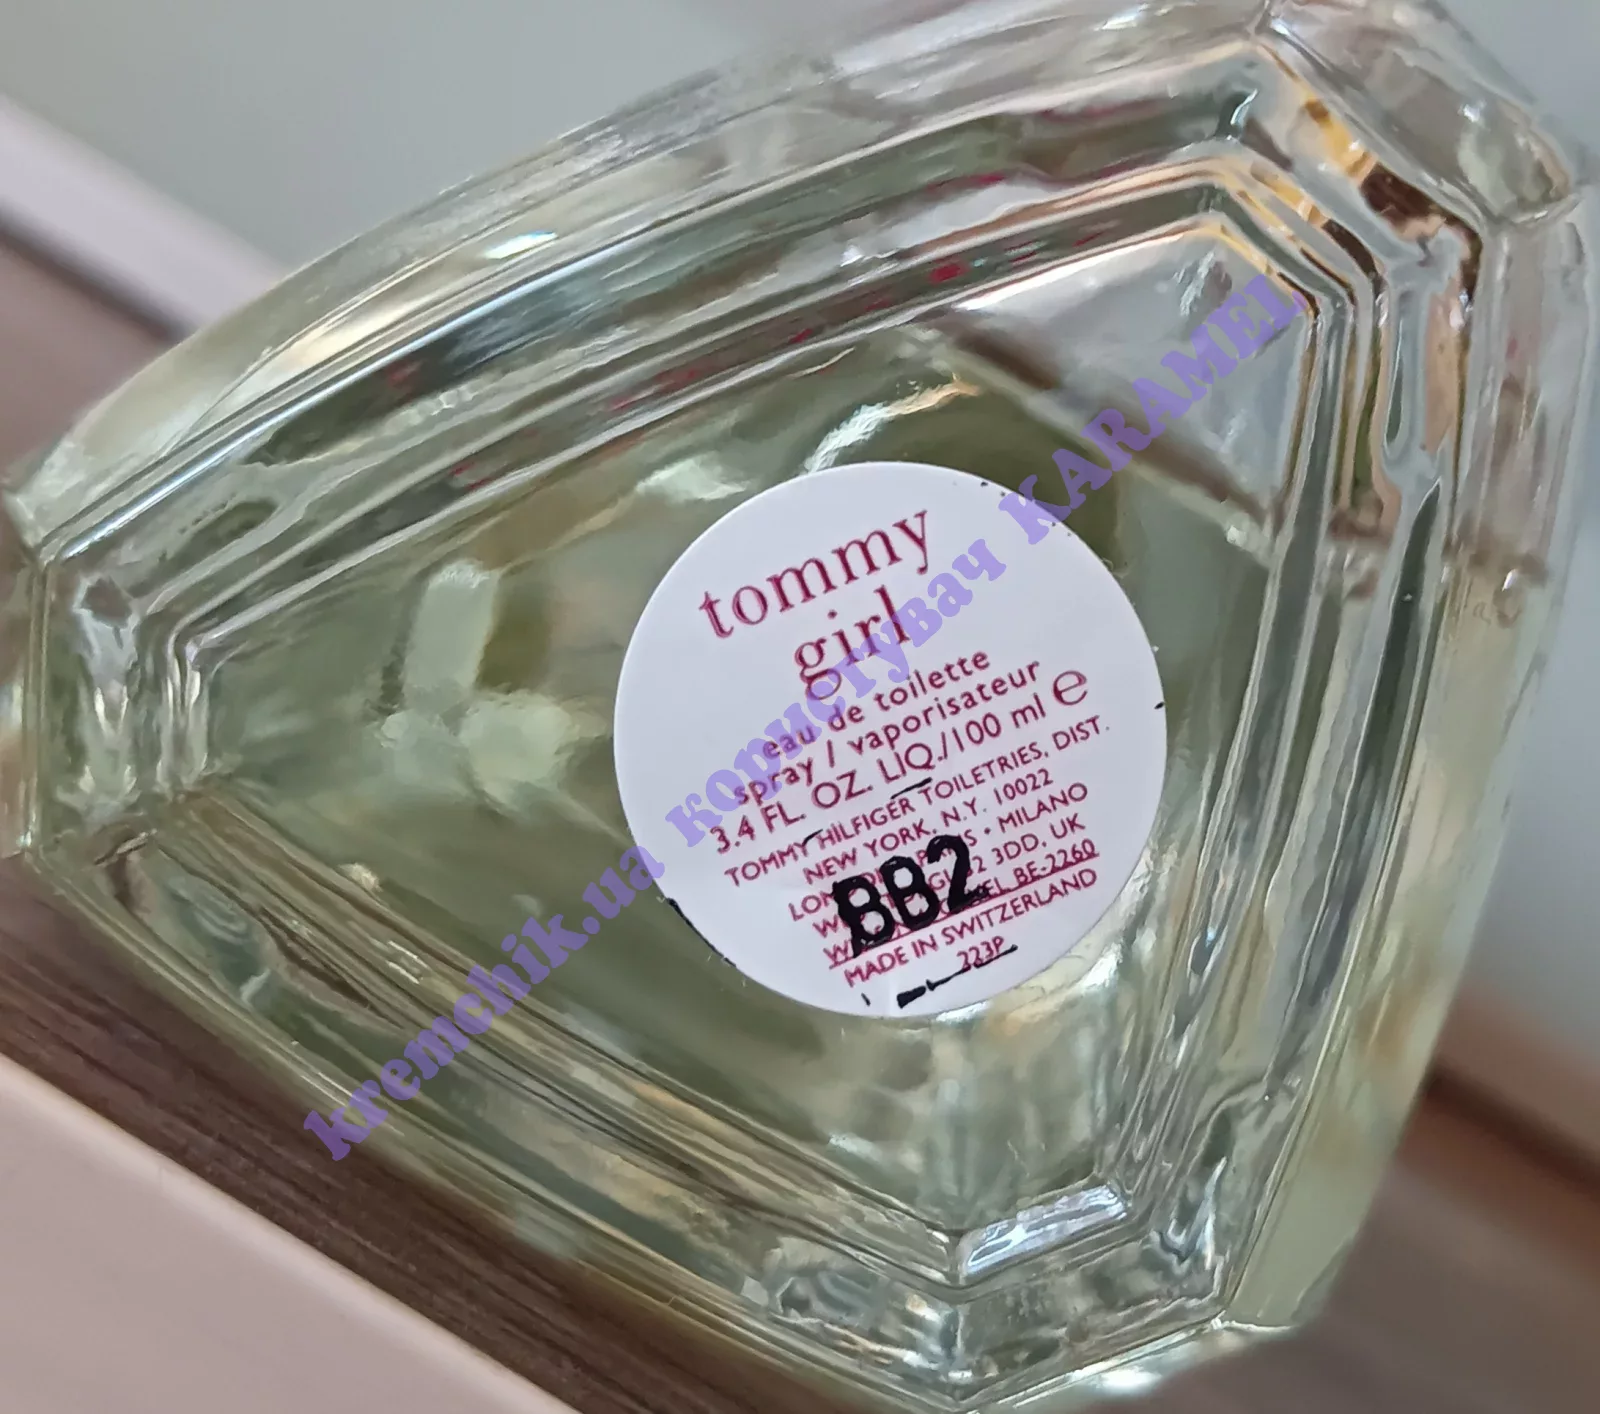 tommy
girl
eau de toilette
spray / vaporisateur
3.4 FL. OZ. LIQ./100 ml ℮
TOMMY HILFIGER TOILETRIES, DIST.
NEW YORK, N.Y. 10022
MILANO
3DD, UK
BE-2260
MADE IN SWITZERLAND
223P
BB2
kremchik.ua користувач KARAMEL